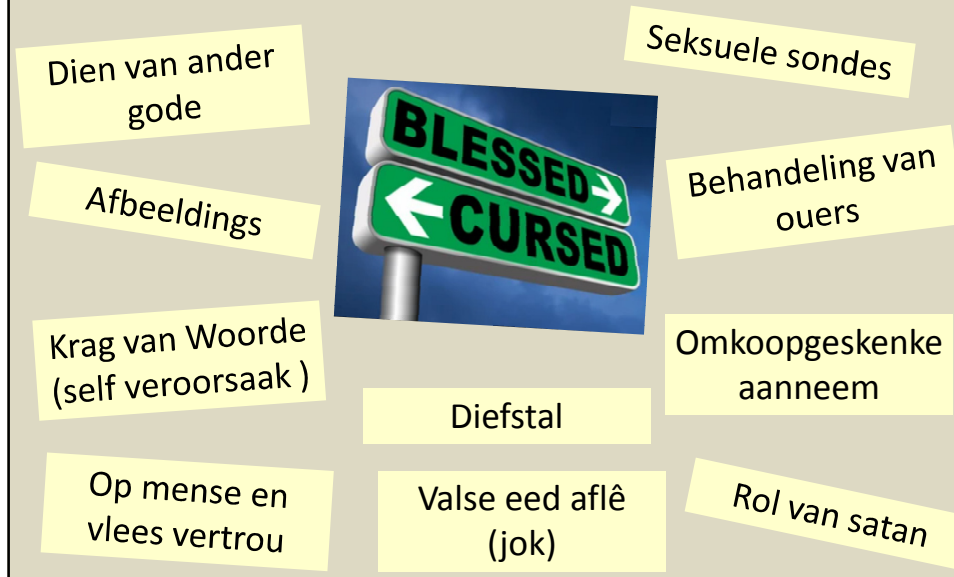 Dien van ander
gode
Seksuele sondes
BLESSED
CURSED
Afbeeldings
Behandeling van
ouers
Krag van Woorde
(self veroorsaak )
Omkoopgeskenke
aanneem
Diefstal
Op mense en
vlees vertrou
Valse eed aflê
(jok)
Rol van satan